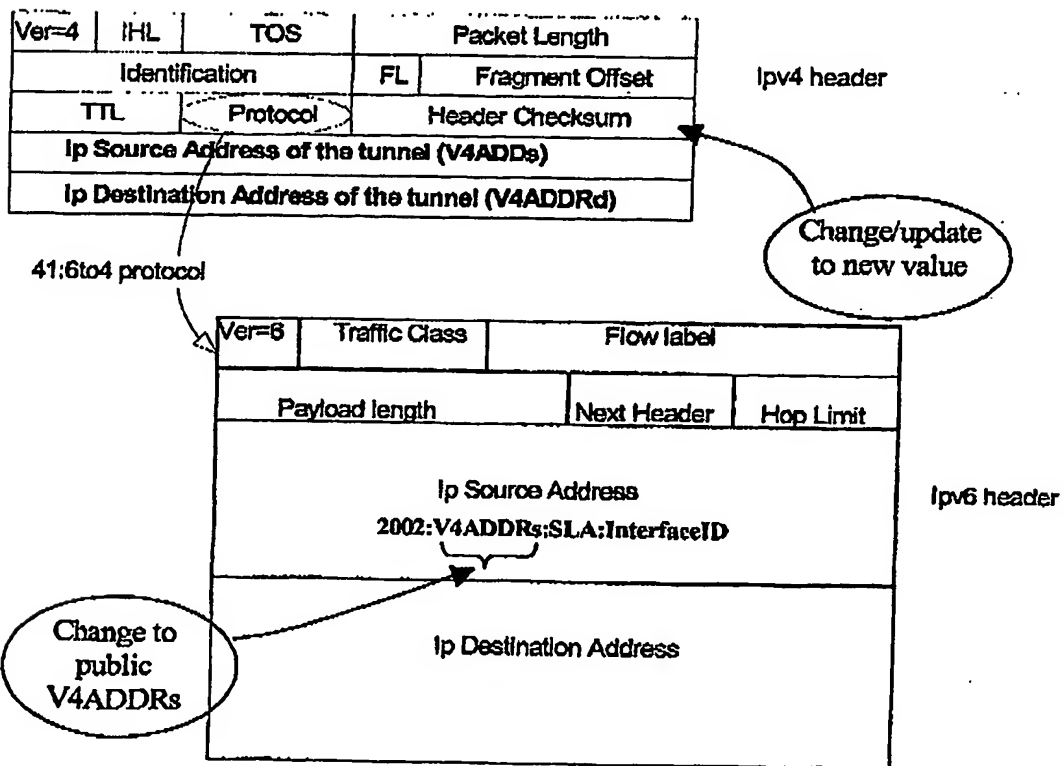 Ver=4 IHL TOS Packet Length
Identification FL Fragment Offset
Ipv4 header
TTL Protocol Header Checksum
Ip Source Address of the tunnel (V4ADDs)
Ip Destination Address of the tunnel (V4ADDRd)
Change/update
to new value
41:6to4 protocol
Ver=6 Traffic Class Flow label
Payload length Next Header Hop Limit
Ip Source Address
2002:V4ADDRs:SLA:InterfaceID
Ipv6 header
Change to
public
V4ADDRs
Ip Destination Address